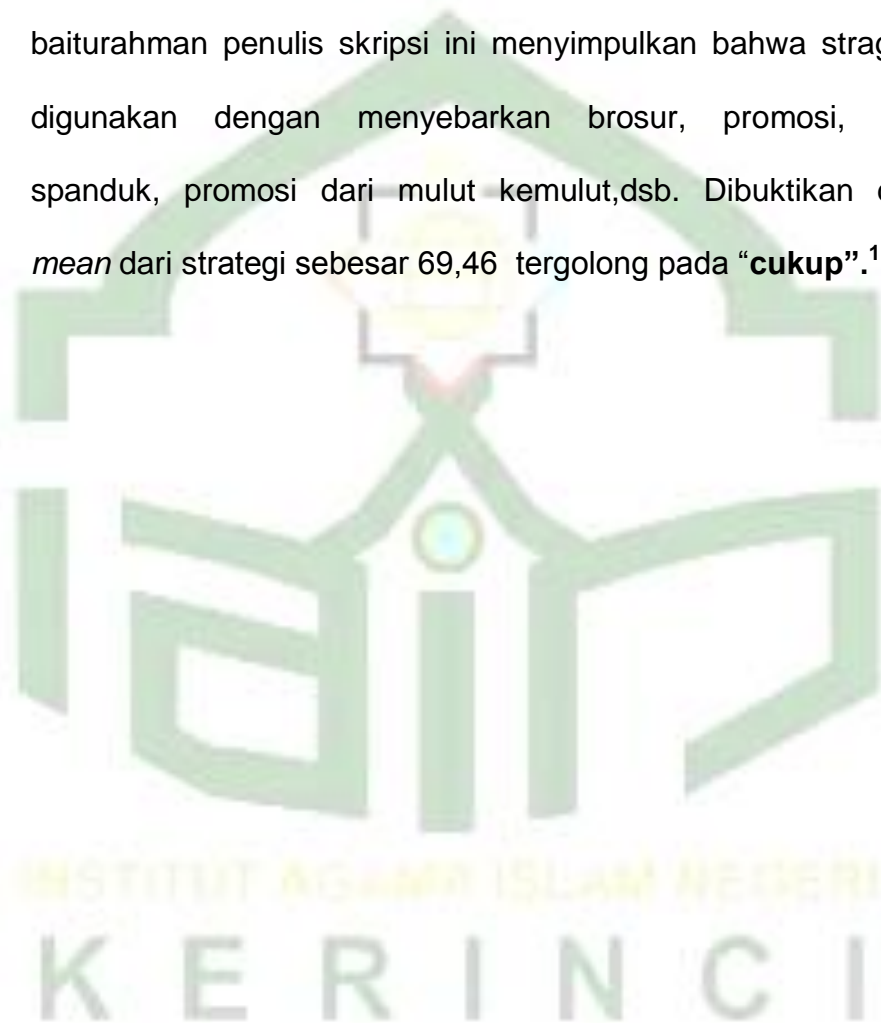 baiturahman penulis skripsi ini menyimpulkan bahwa strag
digunakan dengan menyebarkan brosur, promosi,
spanduk, promosi dari mulut kemulut,dsb. Dibuktikan
mean dari strategi sebesar 69,46 tergolong pada “cukup”.¹
INSTITUT AGAMA ISLAM NEGERI
KERINCI